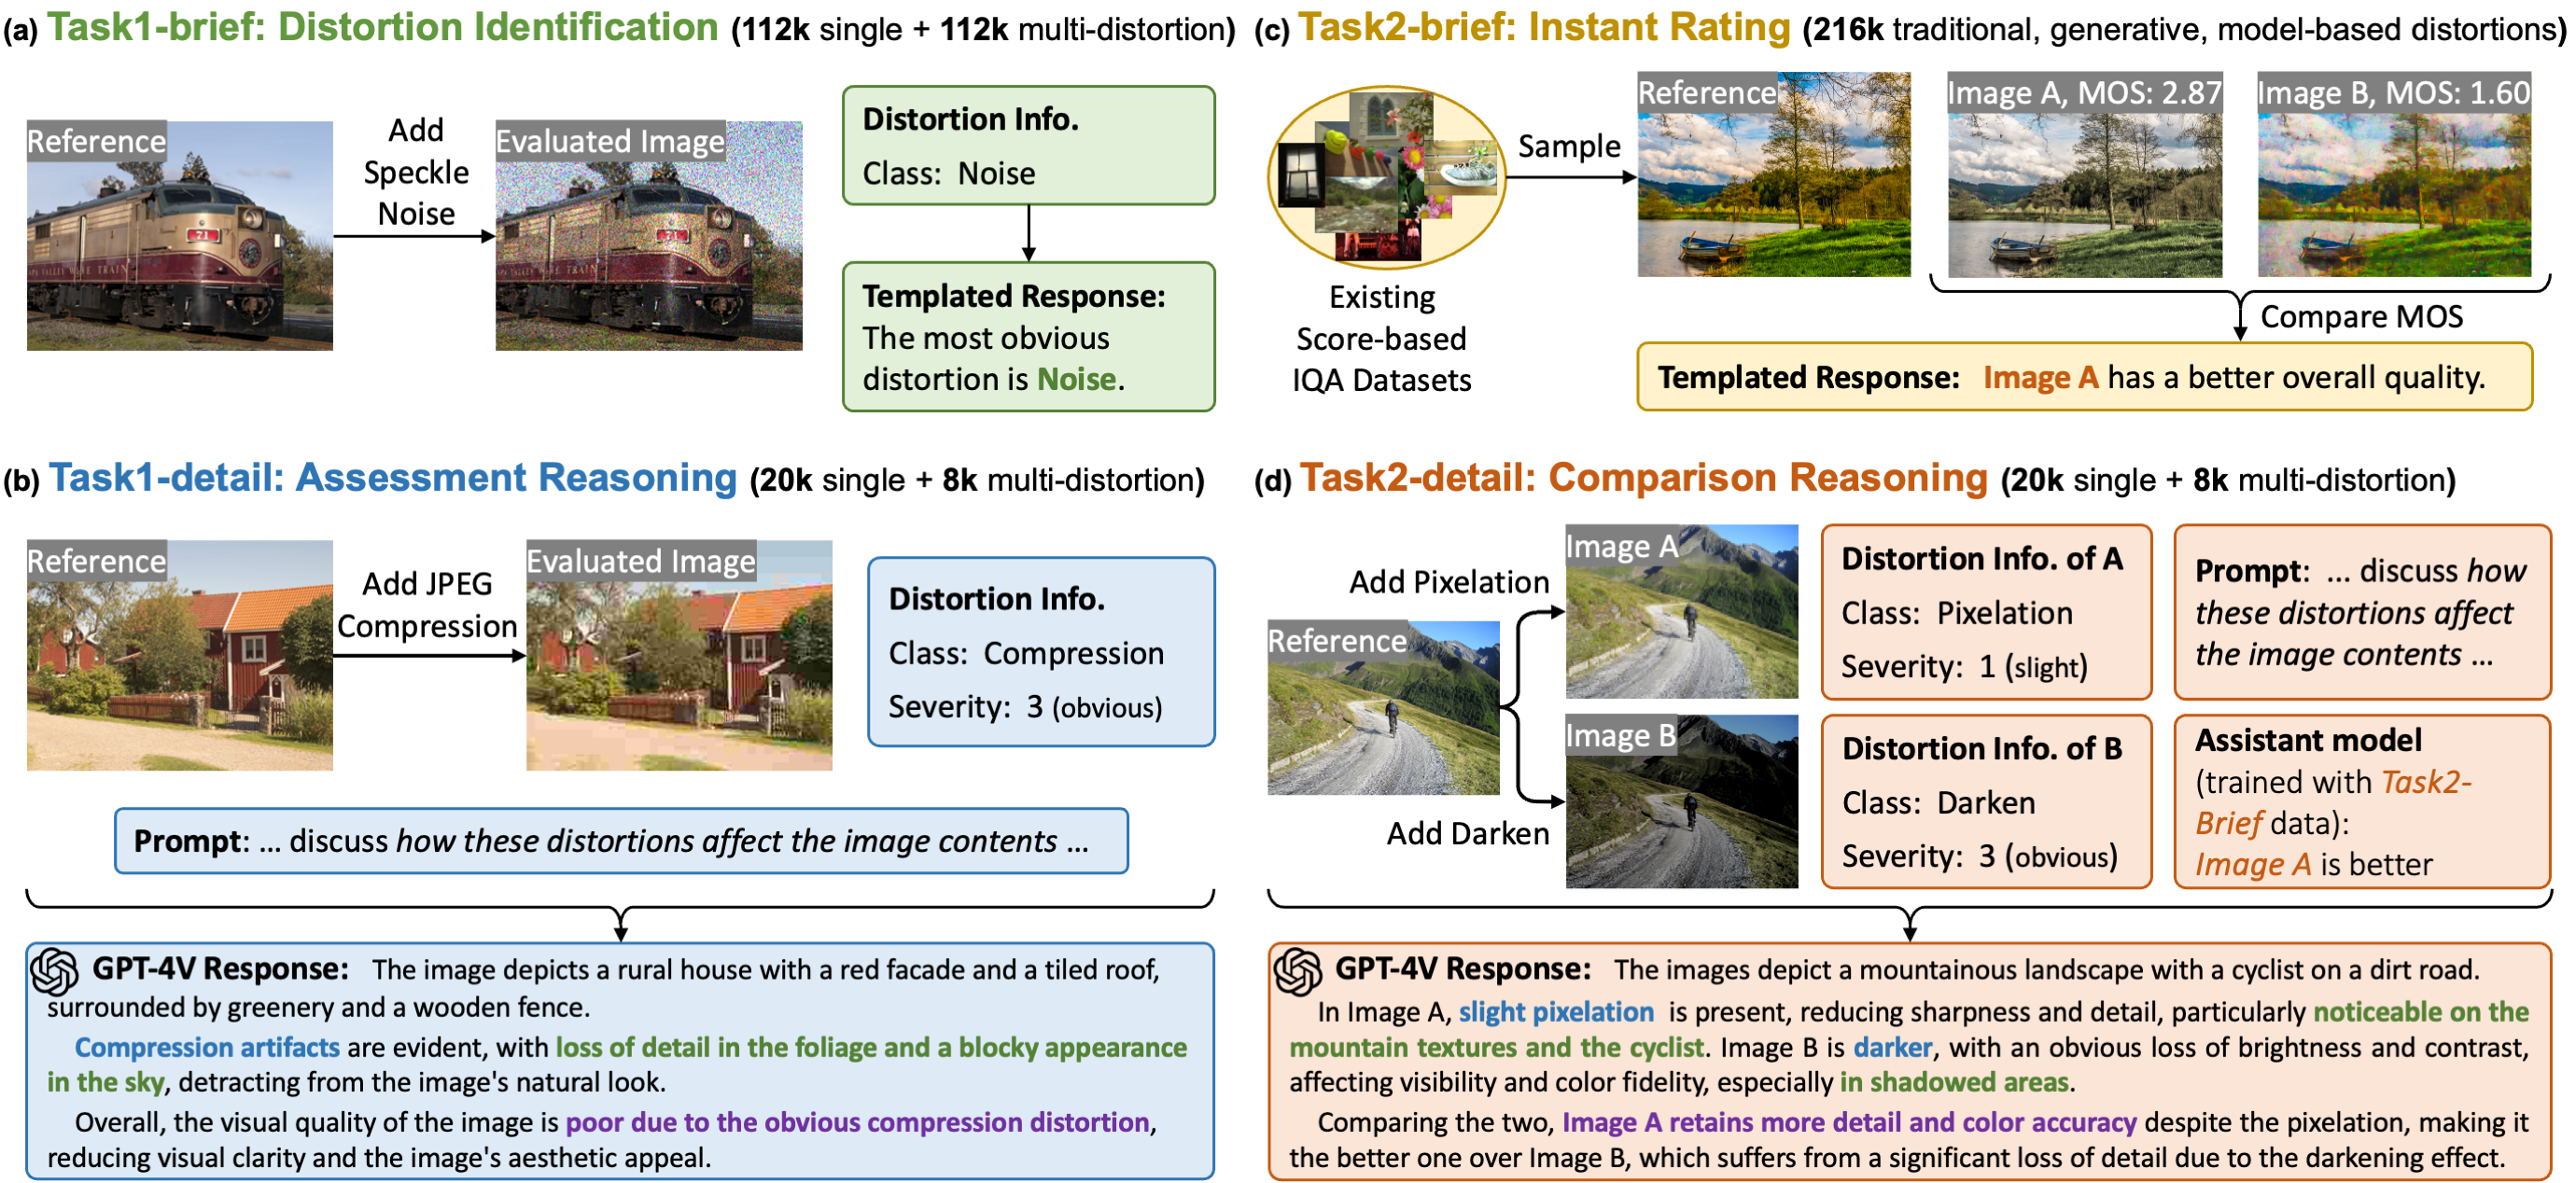 (a) Task1-brief: Distortion Identification (112k single + 112k multi-distortion)
Reference
Add
Speckle
Noise
Evaluated Image
71
Distortion Info.
Class: Noise
Templated Response:
The most obvious
distortion is Noise.
(c) Task2-brief: Instant Rating (216k traditional, generative, model-based distortions)
Existing
Score-based
IQA Datasets
Sample
Reference
Image A, MOS: 2.87
Image B, MOS: 1.60
Compare MOS
Templated Response: Image A has a better overall quality.
(b) Task1-detail: Assessment Reasoning (20k single + 8k multi-distortion)
Reference
Add JPEG
Compression
Evaluated Image
Distortion Info.
Class: Compression
Severity: 3 (obvious)
Prompt: ... discuss how these distortions affect the image contents ...
GPT-4V Response: The image depicts a rural house with a red facade and a tiled roof,
surrounded by greenery and a wooden fence.
Compression artifacts are evident, with loss of detail in the foliage and a blocky appearance
in the sky, detracting from the image's natural look.
Overall, the visual quality of the image is poor due to the obvious compression distortion,
reducing visual clarity and the image's aesthetic appeal.
(d) Task2-detail: Comparison Reasoning (20k single + 8k multi-distortion)
Reference
Add Pixelation
Add Darken
Image A
Image B
Distortion Info. of A
Class: Pixelation
Severity: 1 (slight)
Distortion Info. of B
Class: Darken
Severity: 3 (obvious)
Prompt: ... discuss how
these distortions affect
the image contents ...
Assistant model
(trained with Task2-
Brief data):
Image A is better
GPT-4V Response: The images depict a mountainous landscape with a cyclist on a dirt road.
In Image A, slight pixelation is present, reducing sharpness and detail, particularly noticeable on the
mountain textures and the cyclist. Image B is darker, with an obvious loss of brightness and contrast,
affecting visibility and color fidelity, especially in shadowed areas.
Comparing the two, Image A retains more detail and color accuracy despite the pixelation, making it
the better one over Image B, which suffers from a significant loss of detail due to the darkening effect.